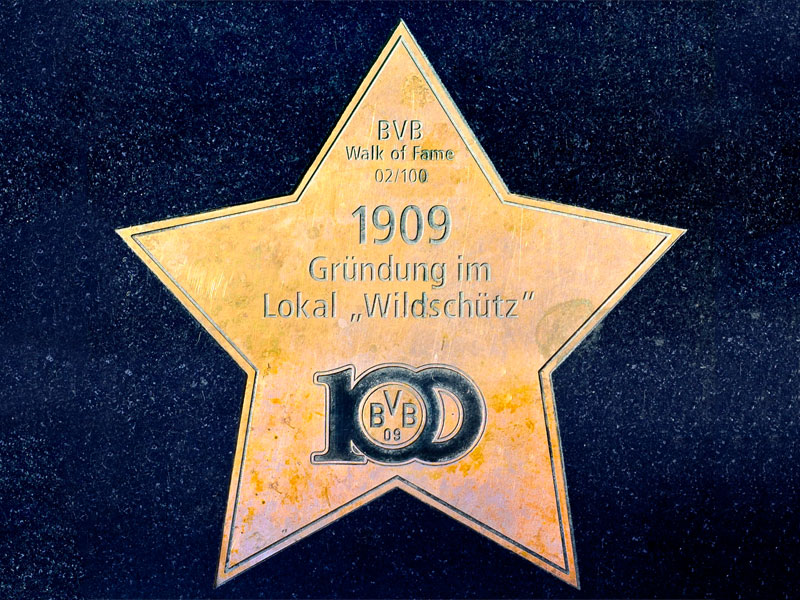 BVB
Walk of Fame
02/100
1909
Gründung im
Lokal „Wildschütz”
100
BVB
09